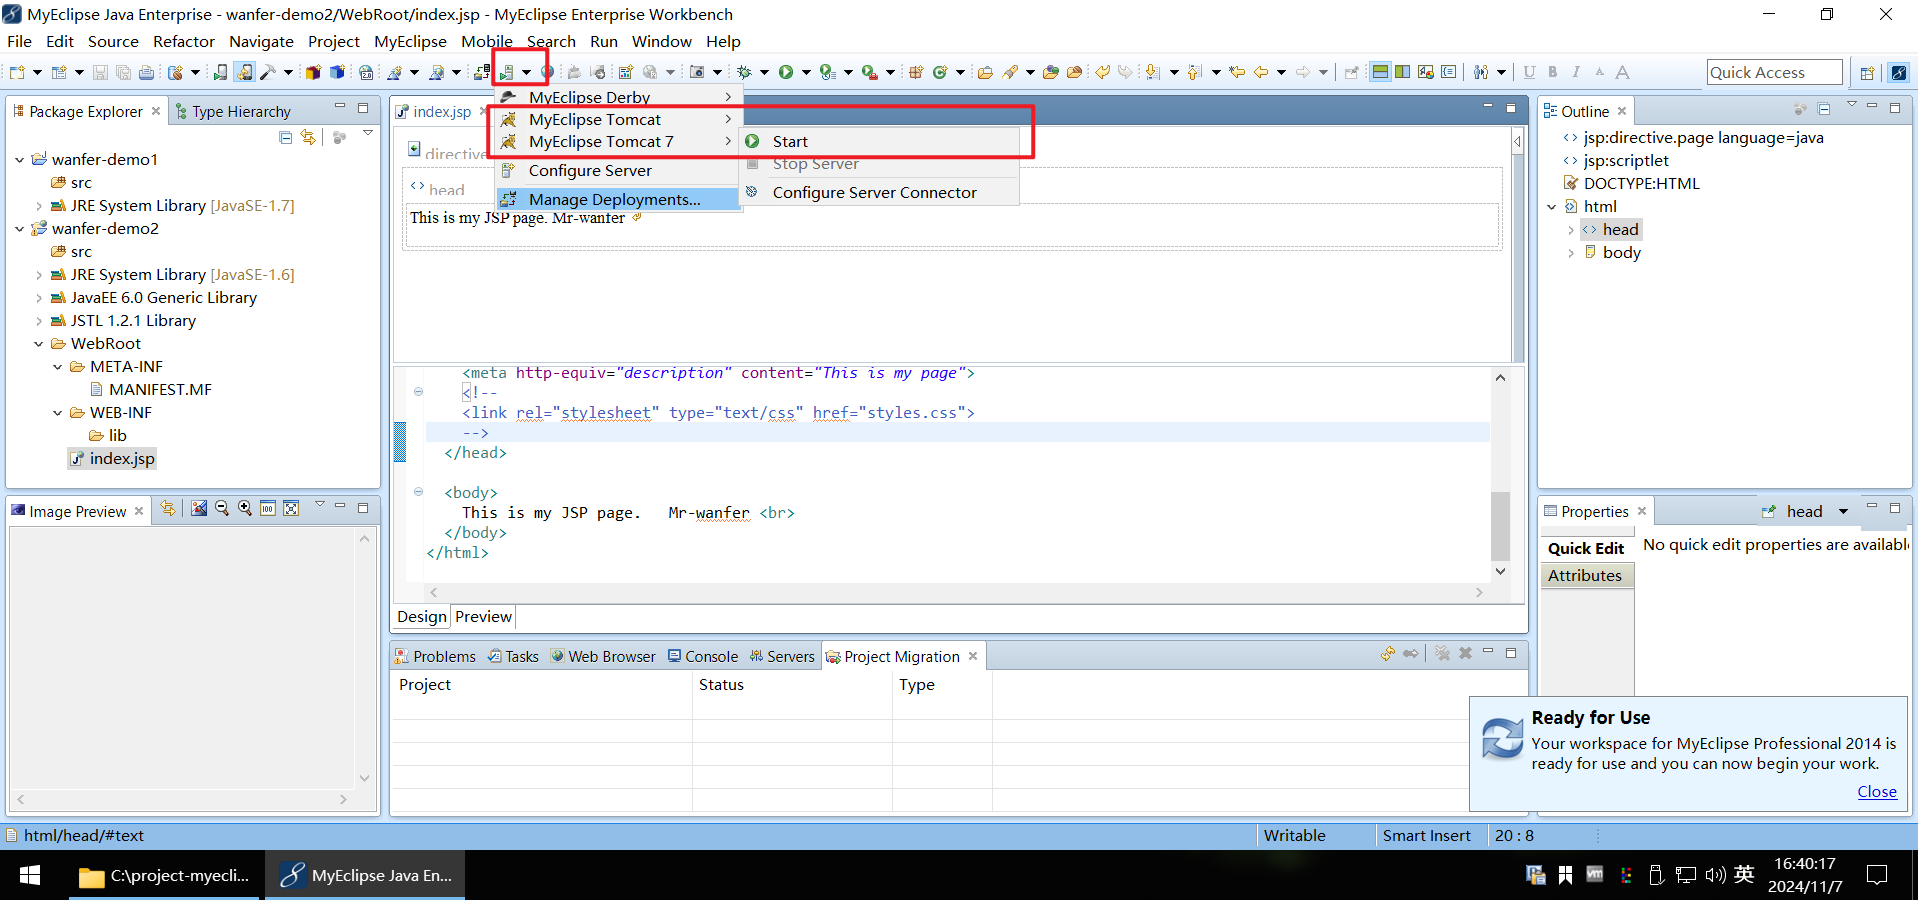 MyEclipse Java Enterprise - wanfer-demo2/WebRoot/index.jsp - MyEclipse Enterprise Workbench
File Edit Source Refactor Navigate Project MyEclipse Mobile Search Run Window Help
Quick Access
Package Explorer
Type Hierarchy
wanfer-demo1
src
JRE System Library [JavaSE-1.7]
wanfer-demo2
src
JRE System Library [JavaSE-1.6]
JavaEE 6.0 Generic Library
JSTL 1.2.1 Library
WebRoot
META-INF
MANIFEST.MF
WEB-INF
lib
index.jsp
Image Preview
index.jsp
MyEclipse Derby
MyEclipse Tomcat
MyEclipse Tomcat 7
Configure Server
Manage Deployments...
Start
Stop Server
Configure Server Connector
directive
head
This is my JSP page. Mr-wanfer
<meta http-equiv="description" content="This is my page">
<!--
<link rel="stylesheet" type="text/css" href="styles.css">
-->
</head>
<body>
This is my JSP page.   Mr-wanfer <br>
</body>
</html>
Design Preview
Problems Tasks Web Browser Console Servers Project Migration
Project Status Type
Outline
jsp:directive.page language=java
jsp:scriptlet
DOCTYPE:HTML
html
head
body
Properties
head
Quick Edit
Attributes
No quick edit properties are availabl
Ready for Use
Your workspace for MyEclipse Professional 2014 is
ready for use and you can now begin your work.
Close
html/head/#text
Writable
Smart Insert
20 : 8
C:\project-myecli...
MyEclipse Java En...
英
16:40:17
2024/11/7